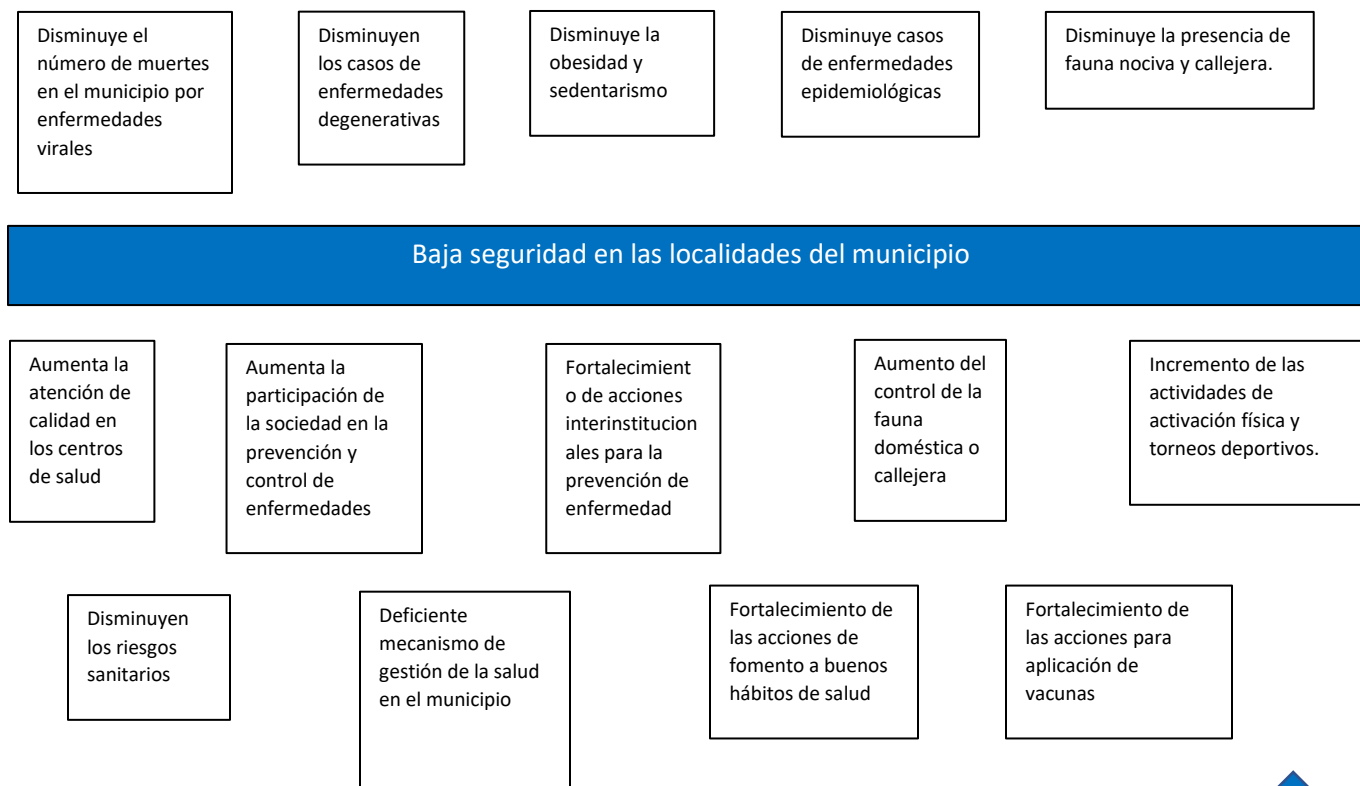 Disminuye el
número de muertes
en el municipio por
enfermedades
virales
Disminuyen
los casos de
enfermedades
degenerativas
Disminuye la
obesidad y
sedentarismo
Disminuye casos
de enfermedades
epidemiológicas
Disminuye la presencia de
fauna nociva y callejera.
Baja seguridad en las localidades del municipio
Aumenta la
atención de
calidad en
los centros
de salud
Aumenta la
participación de
la sociedad en la
prevención y
control de
enfermedades
Fortalecimient
o de acciones
interinstitucion
ales para la
prevención de
enfermedad
Aumento del
control de la
fauna
doméstica o
callejera
Incremento de las
actividades de
activación física y
torneos deportivos.
Disminuyen
los riesgos
sanitarios
Deficiente
mecanismo de
gestión de la salud
en el municipio
Fortalecimiento de
las acciones de
fomento a buenos
hábitos de salud
Fortalecimiento de
las acciones para
aplicación de
vacunas